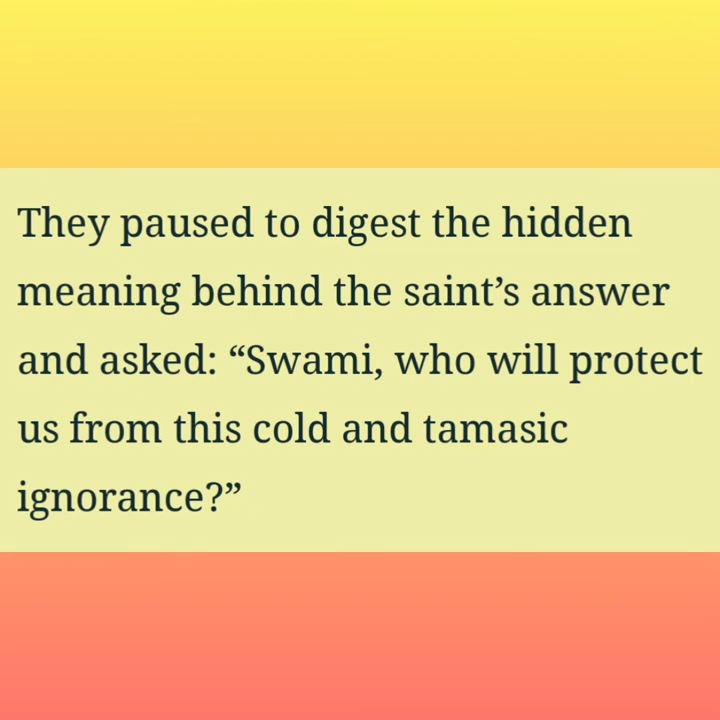 They paused to digest the hidden
meaning behind the saint’s answer
and asked: “Swami, who will protect
us from this cold and tamasic
ignorance?”